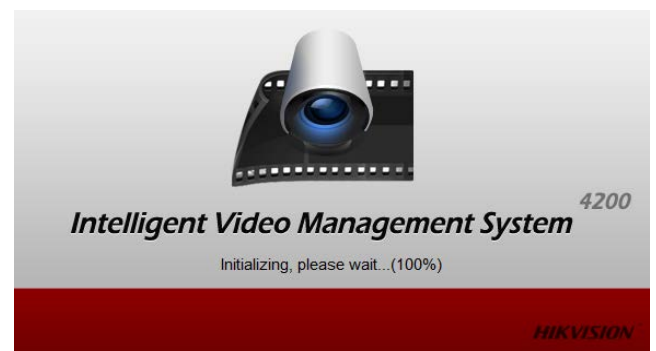 4200
Intelligent Video Management System
Initializing, please wait...(100%)
HIKVISION